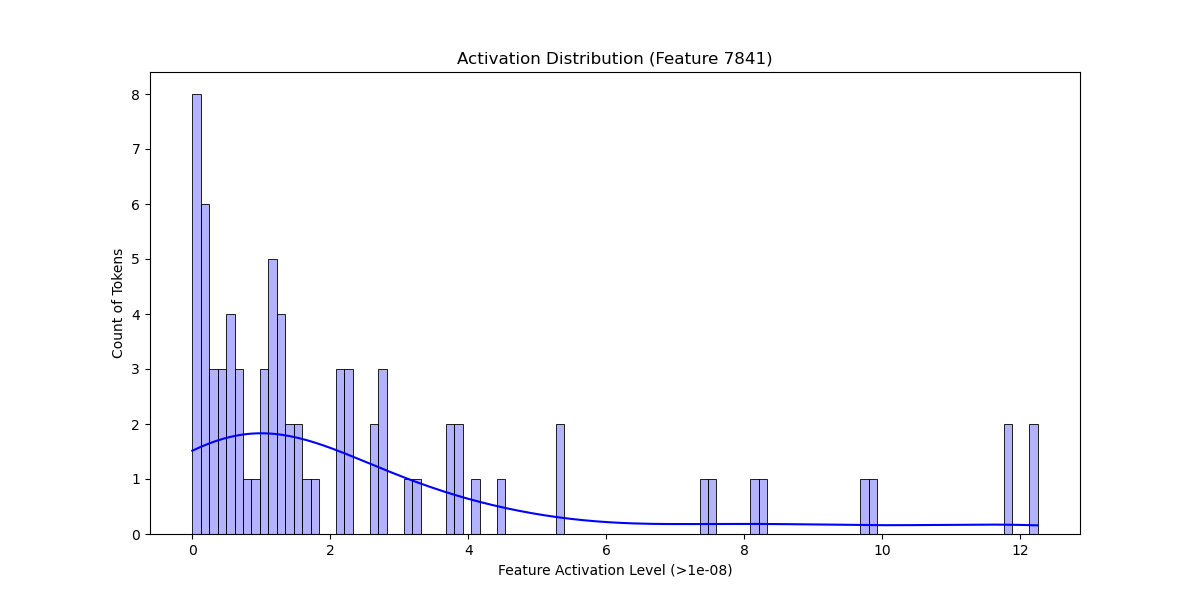 Activation Distribution (Feature 7841)
Count of Tokens
8
7
6
5
4
3
2
1
0
0 2 4 6 8 10 12
Feature Activation Level (>1e-08)